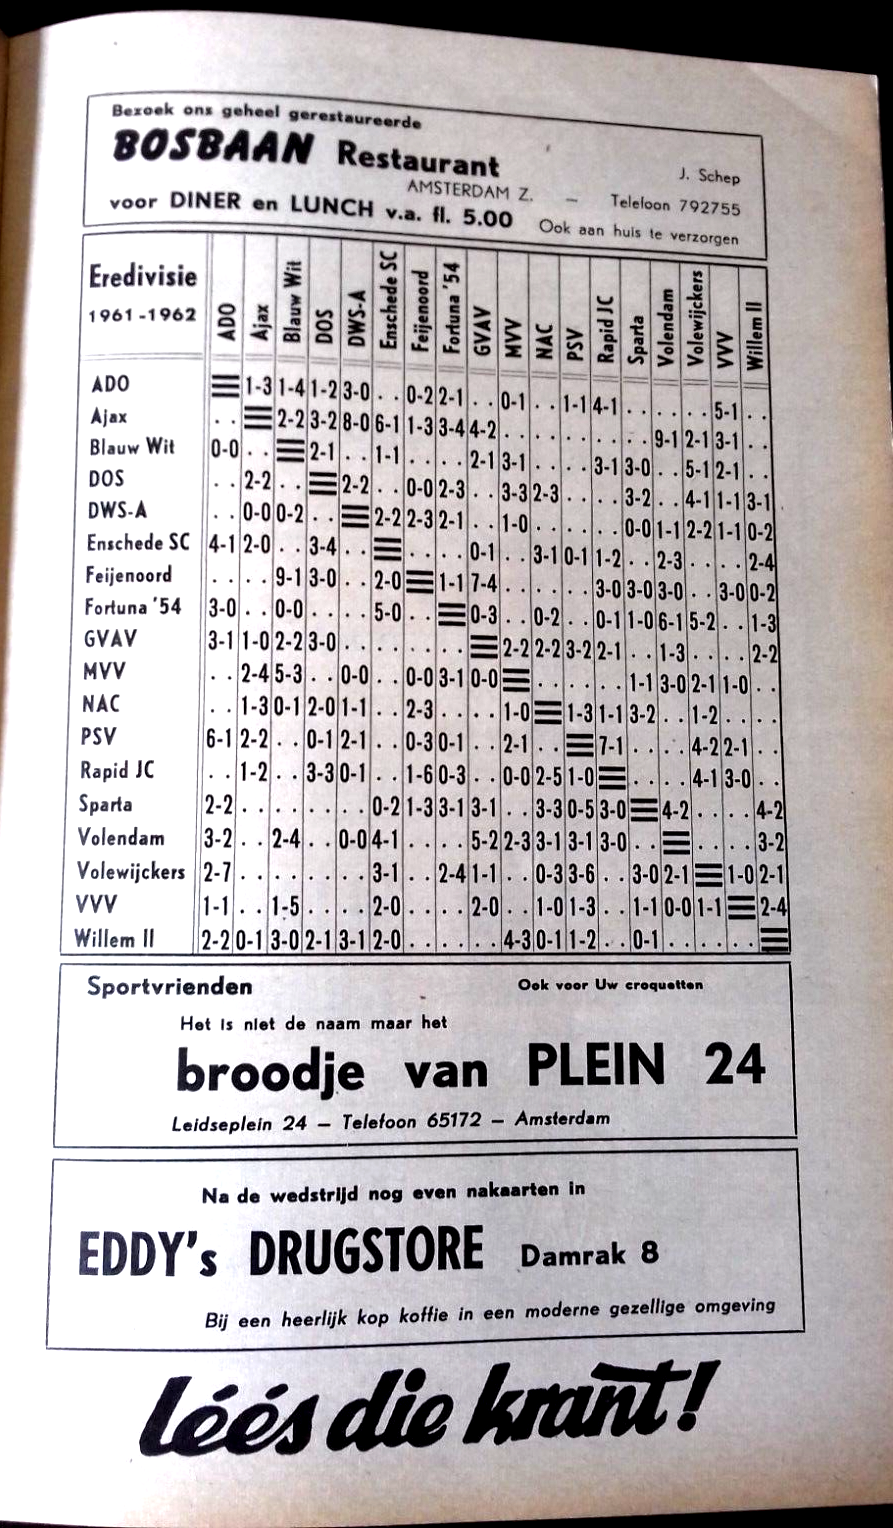 Bezoek ons geheel gerestaureerde
BOSBAAN Restaurant
J. Schep
AMSTERDAM Z. — Telefoon 792755
voor DINER en LUNCH v.a. fl. 5.00
Ook aan huis te verzorgen
Eredivisie
1961-1962
ADO Ajax Blauw Wit DOS DWS-A Enschede SC Feijenoord Fortuna '54 GVAV MVV NAC PSV Rapid JC Sparta Volendam Volewijckers VVV Willem II
ADO ≡ 1-3 1-4 1-2 3-0 .. 0-2 2-1 .. 0-1 .. 1-1 4-1 .. .. .. 5-1 ..
Ajax .. ≡ 2-2 3-2 8-0 6-1 1-3 3-4 4-2 .. .. .. .. .. 9-1 2-1 3-1 ..
Blauw Wit 0-0 .. ≡ 2-1 .. 1-1 .. .. 2-1 3-1 .. .. 3-1 3-0 .. 5-1 2-1 ..
DOS .. 2-2 .. ≡ 2-2 .. 0-0 2-3 .. 3-3 2-3 .. .. 3-2 .. 4-1 1-1 3-1
DWS-A .. 0-0 0-2 .. ≡ 2-2 2-3 2-1 .. 1-0 .. .. .. 0-0 1-1 2-2 1-1 0-2
Enschede SC 4-1 2-0 .. 3-4 .. ≡ .. .. 0-1 .. 3-1 0-1 1-2 .. 2-3 .. .. 2-4
Feijenoord .. .. 9-1 3-0 .. 2-0 ≡ 1-1 7-4 .. .. .. 3-0 3-0 3-0 .. 3-0 0-2
Fortuna '54 3-0 .. 0-0 .. .. 5-0 .. ≡ 0-3 .. 0-2 .. 0-1 1-0 6-1 5-2 .. 1-3
GVAV 3-1 1-0 2-2 3-0 .. .. .. .. ≡ 2-2 2-2 3-2 2-1 .. 1-3 .. .. 2-2
MVV .. 2-4 5-3 .. 0-0 .. 0-0 3-1 0-0 ≡ .. .. .. 1-1 3-0 2-1 1-0 ..
NAC .. 1-3 0-1 2-0 1-1 .. 2-3 .. .. 1-0 ≡ 1-3 1-1 3-2 .. 1-2 .. ..
PSV 6-1 2-2 .. 0-1 2-1 .. 0-3 0-1 .. 2-1 .. ≡ 7-1 .. .. 4-2 2-1 ..
Rapid JC .. 1-2 .. 3-3 0-1 .. 1-6 0-3 .. 0-0 2-5 1-0 ≡ .. .. 4-1 3-0 ..
Sparta 2-2 .. .. .. .. 0-2 1-3 3-1 3-1 .. 3-3 0-5 3-0 ≡ 4-2 .. .. 4-2
Volendam 3-2 .. 2-4 .. 0-0 4-1 .. .. 5-2 2-3 3-1 3-1 3-0 .. ≡ .. .. 3-2
Volewijckers 2-7 .. .. .. .. 3-1 .. 2-4 1-1 .. 0-3 3-6 .. 3-0 2-1 ≡ 1-0 2-1
VVV 1-1 .. 1-5 .. .. 2-0 .. .. 2-0 .. 1-0 1-3 .. 1-1 0-0 1-1 ≡ 2-4
Willem II 2-2 0-1 3-0 2-1 3-1 2-0 .. .. .. 4-3 0-1 1-2 .. 0-1 .. .. .. ≡
Sportvrienden Ook voor Uw croquetten
Het is niet de naam maar het
broodje van PLEIN 24
Leidseplein 24 — Telefoon 65172 — Amsterdam
Na de wedstrijd nog even nakaarten in
EDDY's DRUGSTORE Damrak 8
Bij een heerlijk kop koffie in een moderne gezellige omgeving
léés die krant!